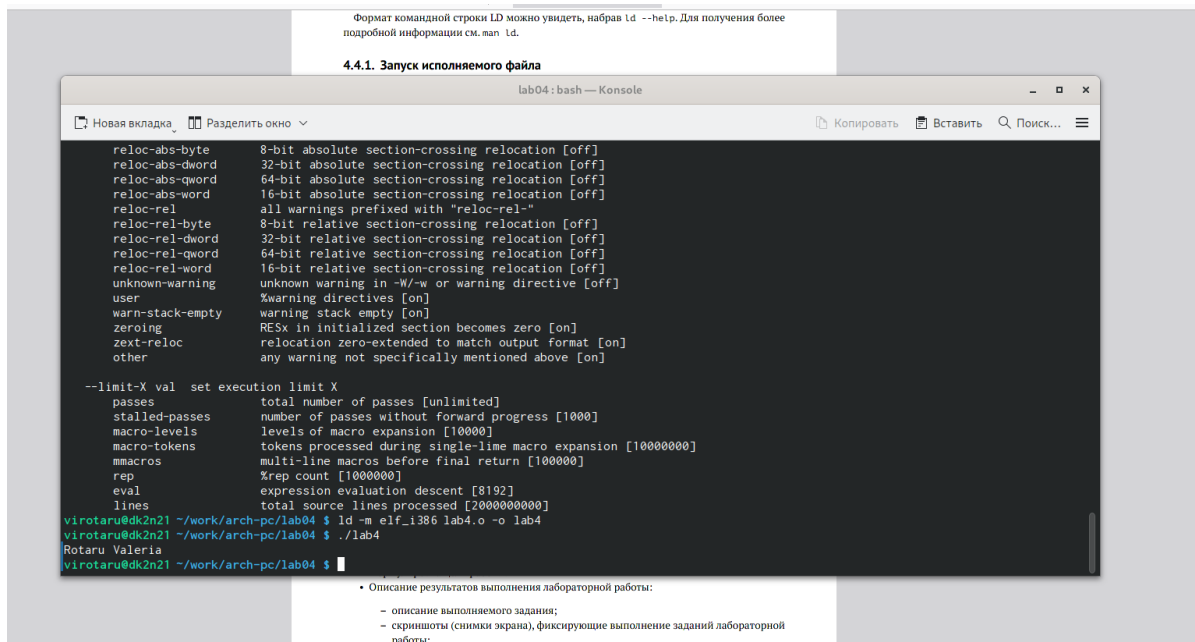 Формат командной строки LD можно увидеть, набрав ld --help. Для получения более
подробной информации см. man ld.
4.4.1. Запуск исполняемого файла
lab04 : bash — Konsole
Новая вкладка Разделить окно Копировать Вставить Поиск...
reloc-abs-byte 8-bit absolute section-crossing relocation [off]
reloc-abs-dword 32-bit absolute section-crossing relocation [off]
reloc-abs-qword 64-bit absolute section-crossing relocation [off]
reloc-abs-word 16-bit absolute section-crossing relocation [off]
reloc-rel all warnings prefixed with "reloc-rel-"
reloc-rel-byte 8-bit relative section-crossing relocation [off]
reloc-rel-dword 32-bit relative section-crossing relocation [off]
reloc-rel-qword 64-bit relative section-crossing relocation [off]
reloc-rel-word 16-bit relative section-crossing relocation [off]
unknown-warning unknown warning in -W/-w or warning directive [off]
user %warning directives [on]
warn-stack-empty warning stack empty [on]
zeroing RESx in initialized section becomes zero [on]
zext-reloc relocation zero-extended to match output format [on]
other any warning not specifically mentioned above [on]
--limit-X val set execution limit X
passes total number of passes [unlimited]
stalled-passes number of passes without forward progress [1000]
macro-levels levels of macro expansion [10000]
macro-tokens tokens processed during single-lime macro expansion [10000000]
mmacros multi-line macros before final return [100000]
rep %rep count [1000000]
eval expression evaluation descent [8192]
lines total source lines processed [2000000000]
virotaru@dk2n21 ~/work/arch-pc/lab04 $ ld -m elf_i386 lab4.o -o lab4
virotaru@dk2n21 ~/work/arch-pc/lab04 $ ./lab4
Rotaru Valeria
virotaru@dk2n21 ~/work/arch-pc/lab04 $
• Описание результатов выполнения лабораторной работы:
– описание выполняемого задания;
– скриншоты (снимки экрана), фиксирующие выполнение заданий лабораторной
работы;